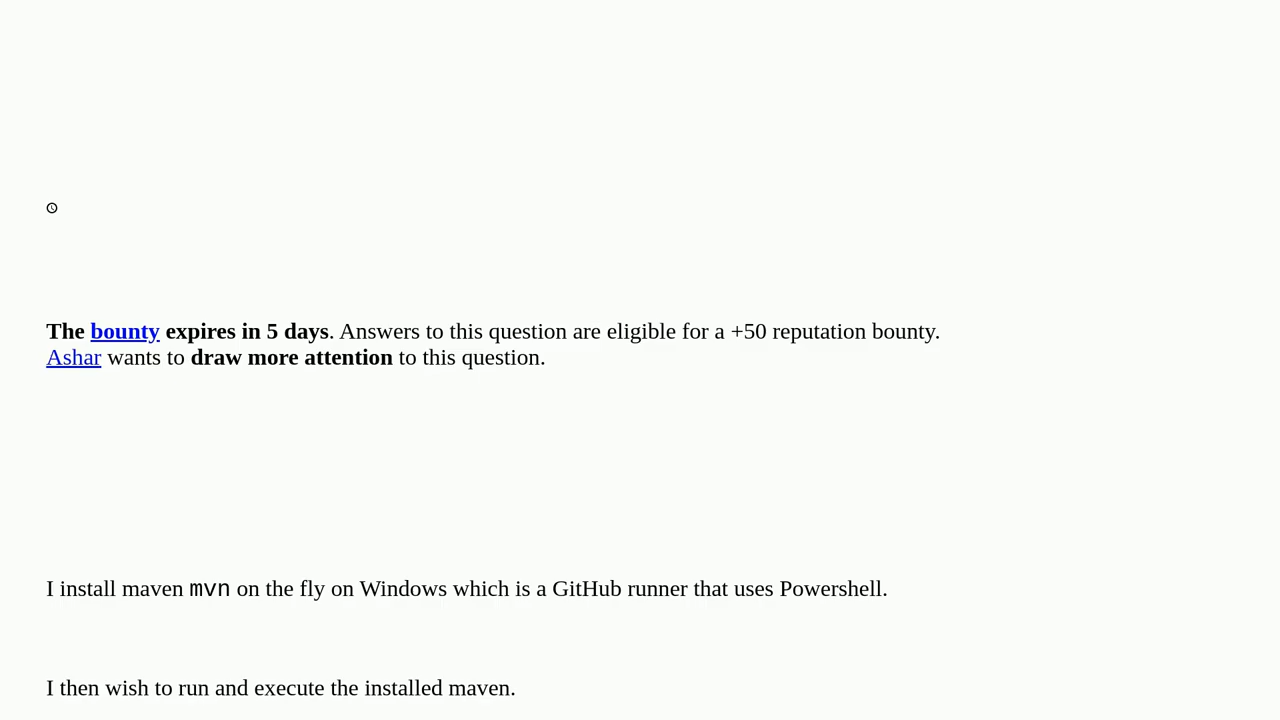 The bounty expires in 5 days. Answers to this question are eligible for a +50 reputation bounty.
Ashar wants to draw more attention to this question.
I install maven mvn on the fly on Windows which is a GitHub runner that uses Powershell.
I then wish to run and execute the installed maven.